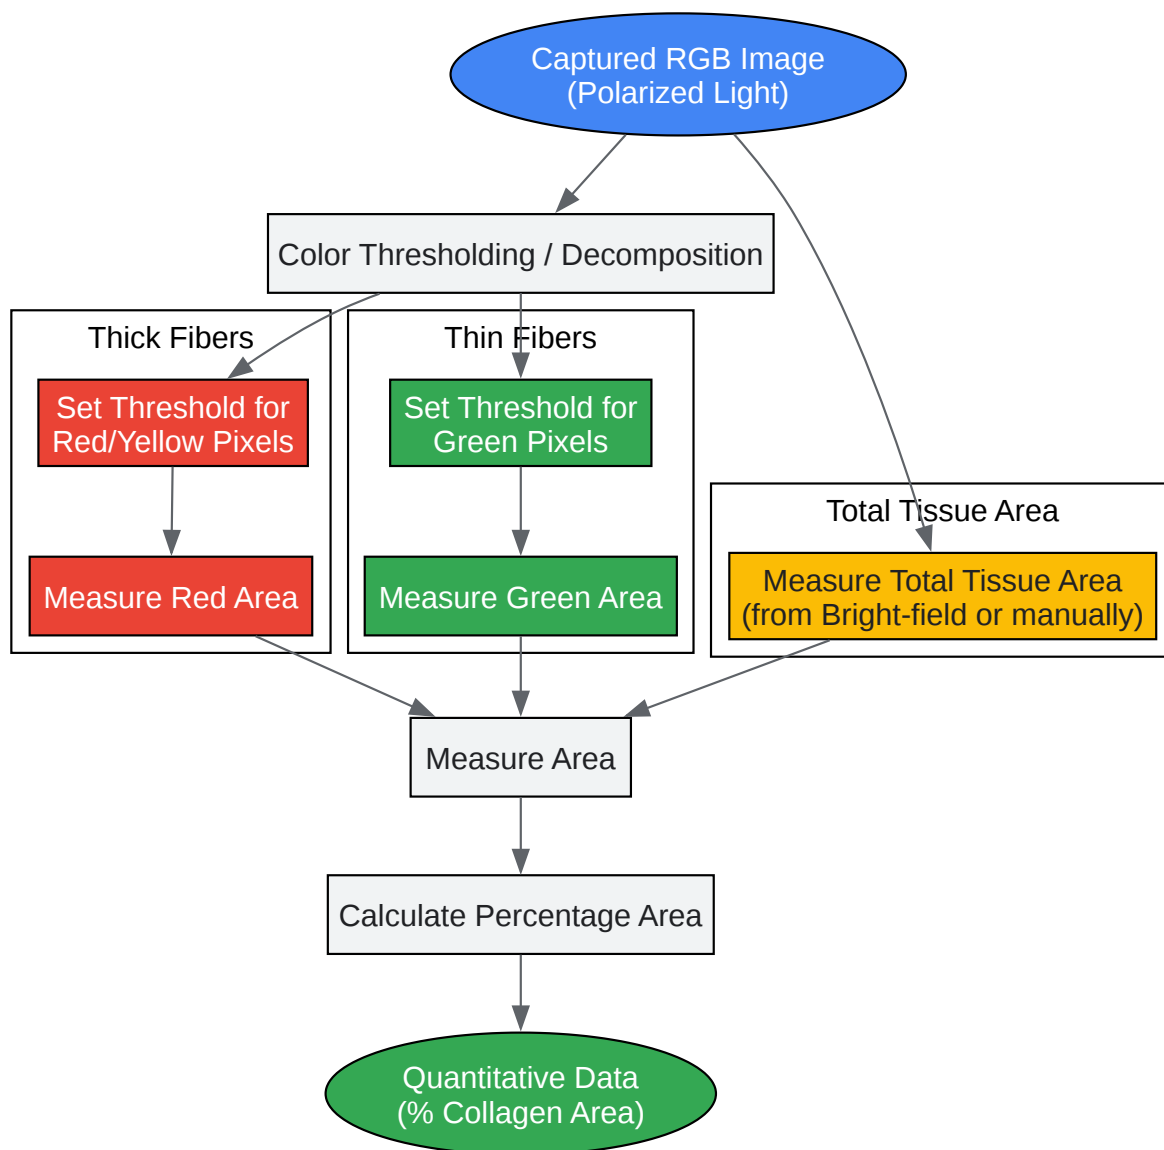 Captured RGB Image
(Polarized Light)
Color Thresholding / Decomposition
Thick Fibers
Set Threshold for
Red/Yellow Pixels
Measure Red Area
Thin Fibers
Set Threshold for
Green Pixels
Measure Green Area
Total Tissue Area
Measure Total Tissue Area
(from Bright-field or manually)
Measure Area
Calculate Percentage Area
Quantitative Data
(% Collagen Area)